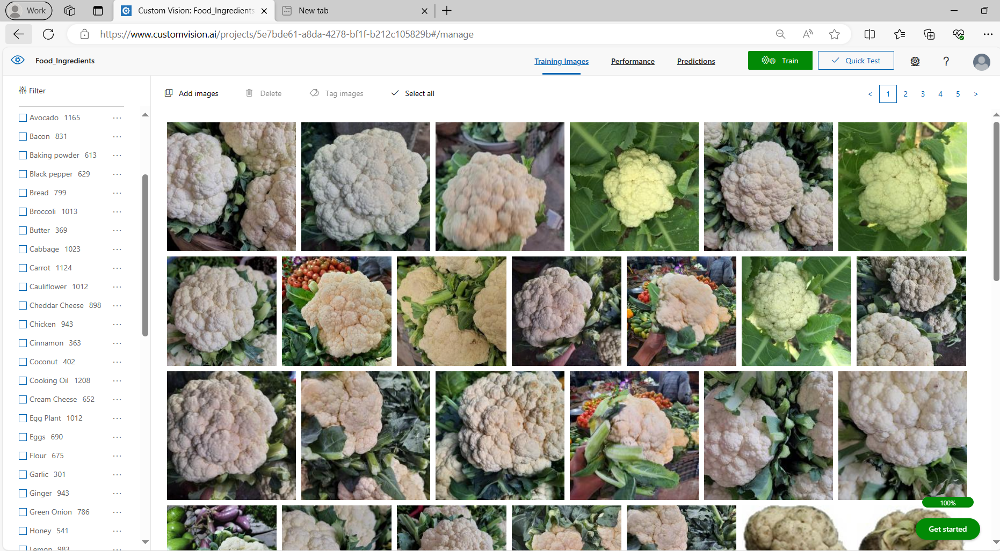 Work
Custom Vision: Food_Ingredients
New tab
https://www.customvision.ai/projects/5e7bde61-a8da-4278-bf1f-b212c105829b#/manage
Food_Ingredients
Training Images
Performance
Predictions
Train
Quick Test
?
Filter
Add images
Delete
Tag images
Select all
< 1 2 3 4 5 >
Avocado 1165
Bacon 831
Baking powder 613
Black pepper 629
Bread 799
Broccoli 1013
Butter 369
Cabbage 1023
Carrot 1124
Cauliflower 1012
Cheddar Cheese 898
Chicken 943
Cinnamon 363
Coconut 402
Cooking Oil 1208
Cream Cheese 652
Egg Plant 1012
Eggs 690
Flour 675
Garlic 301
Ginger 943
Green Onion 786
Honey 541
Lemon 983
100%
Get started